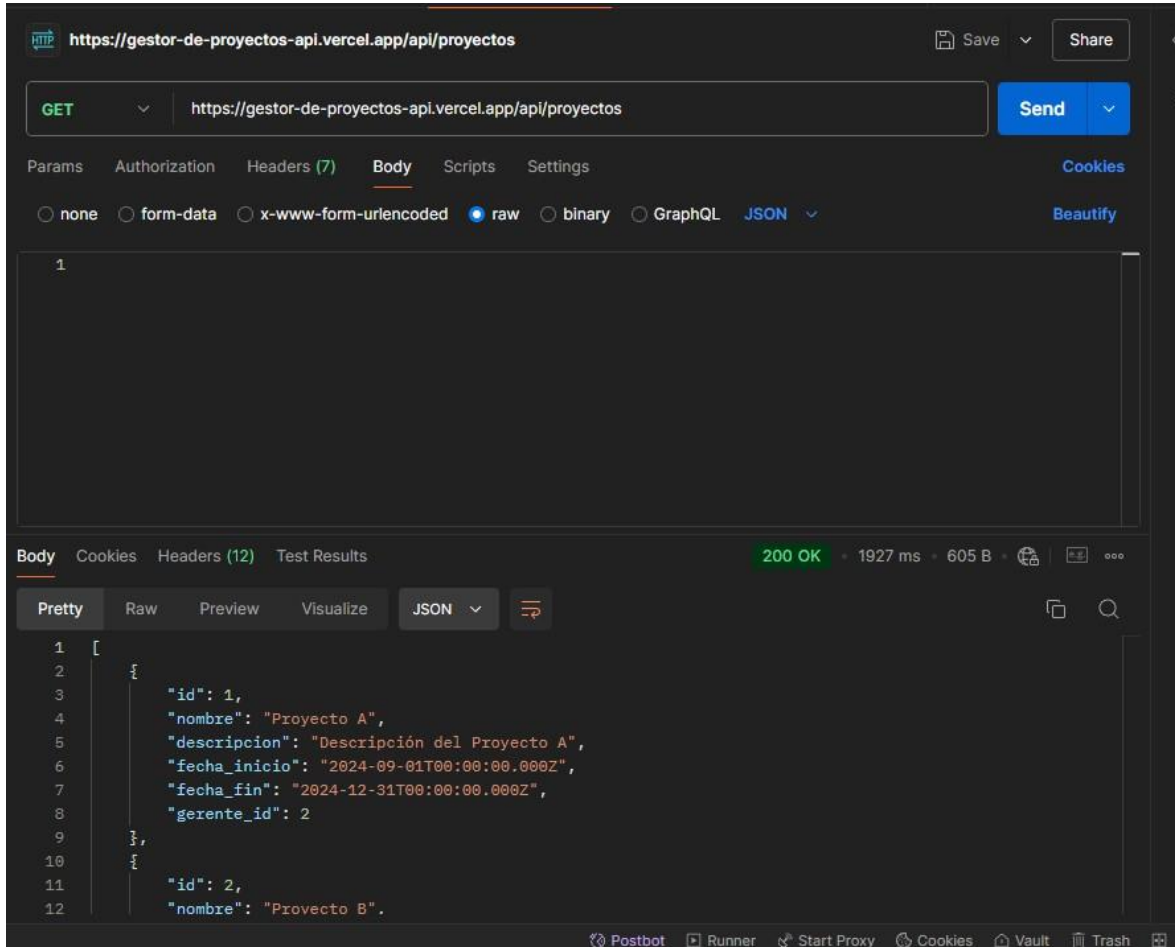 HTTP https://gestor-de-proyectos-api.vercel.app/api/proyectos Save Share
GET https://gestor-de-proyectos-api.vercel.app/api/proyectos Send
Params Authorization Headers (7) Body Scripts Settings Cookies
none form-data x-www-form-urlencoded raw binary GraphQL JSON Beautify
1
Body Cookies Headers (12) Test Results 200 OK • 1927 ms • 605 B •
Pretty Raw Preview Visualize JSON
1 [
2 {
3 "id": 1,
4 "nombre": "Proyecto A",
5 "descripcion": "Descripción del Proyecto A",
6 "fecha_inicio": "2024-09-01T00:00:00.000Z",
7 "fecha_fin": "2024-12-31T00:00:00.000Z",
8 "gerente_id": 2
9 },
10 {
11 "id": 2,
12 "nombre": "Proyecto B",
Postbot Runner Start Proxy Cookies Vault Trash